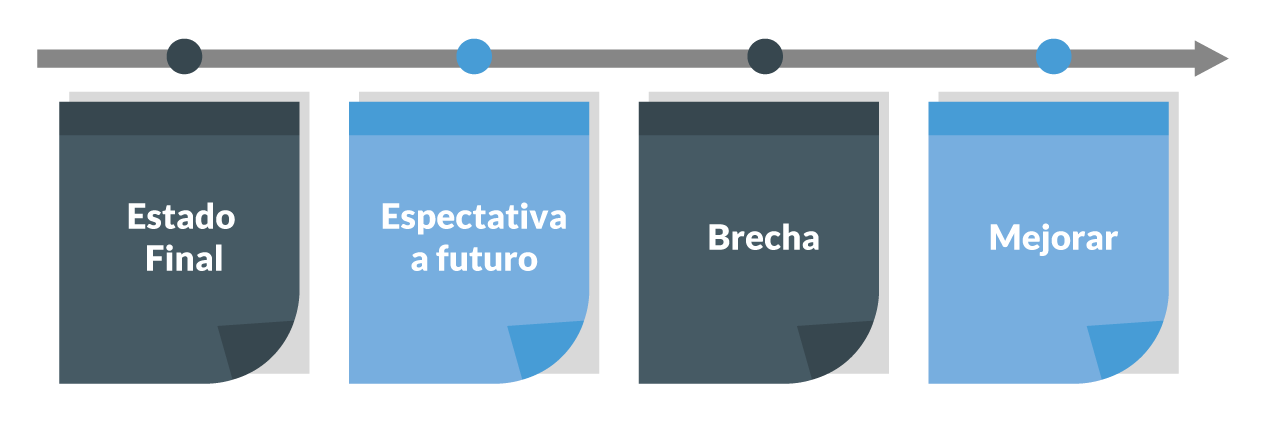 Estado
Final
Espectativa
a futuro
Brecha
Mejorar